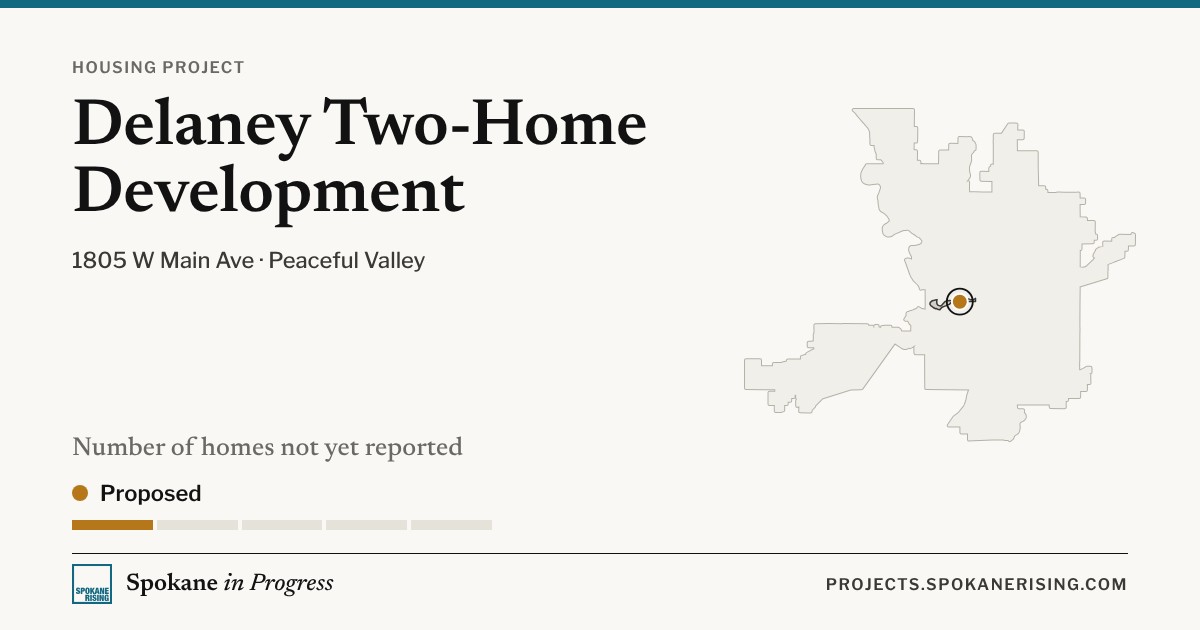 HOUSING PROJECT
Delaney Two-Home
Development
1805 W Main Ave · Peaceful Valley
Number of homes not yet reported
Proposed
SPOKANE
RISING
Spokane in Progress
PROJECTS.SPOKANERISING.COM